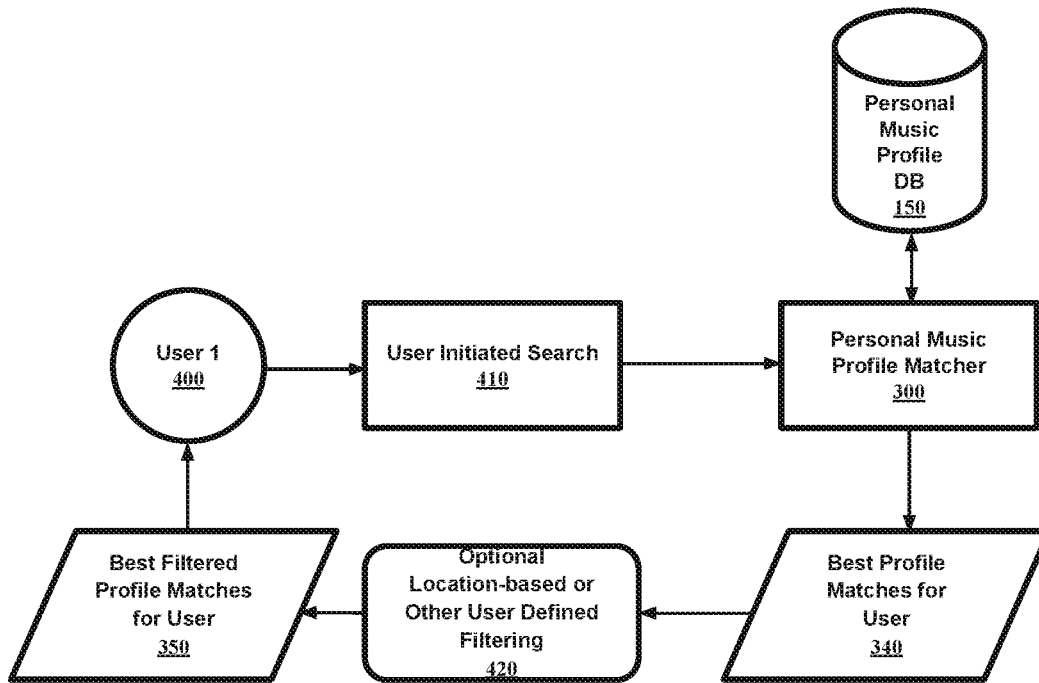 Personal
Music
Profile
DB
150
User 1
400
User Initiated Search
410
Personal Music
Profile Matcher
300
Best Filtered
Profile Matches
for User
350
Optional
Location-based or
Other User Defined
Filtering
420
Best Profile
Matches for
User
340